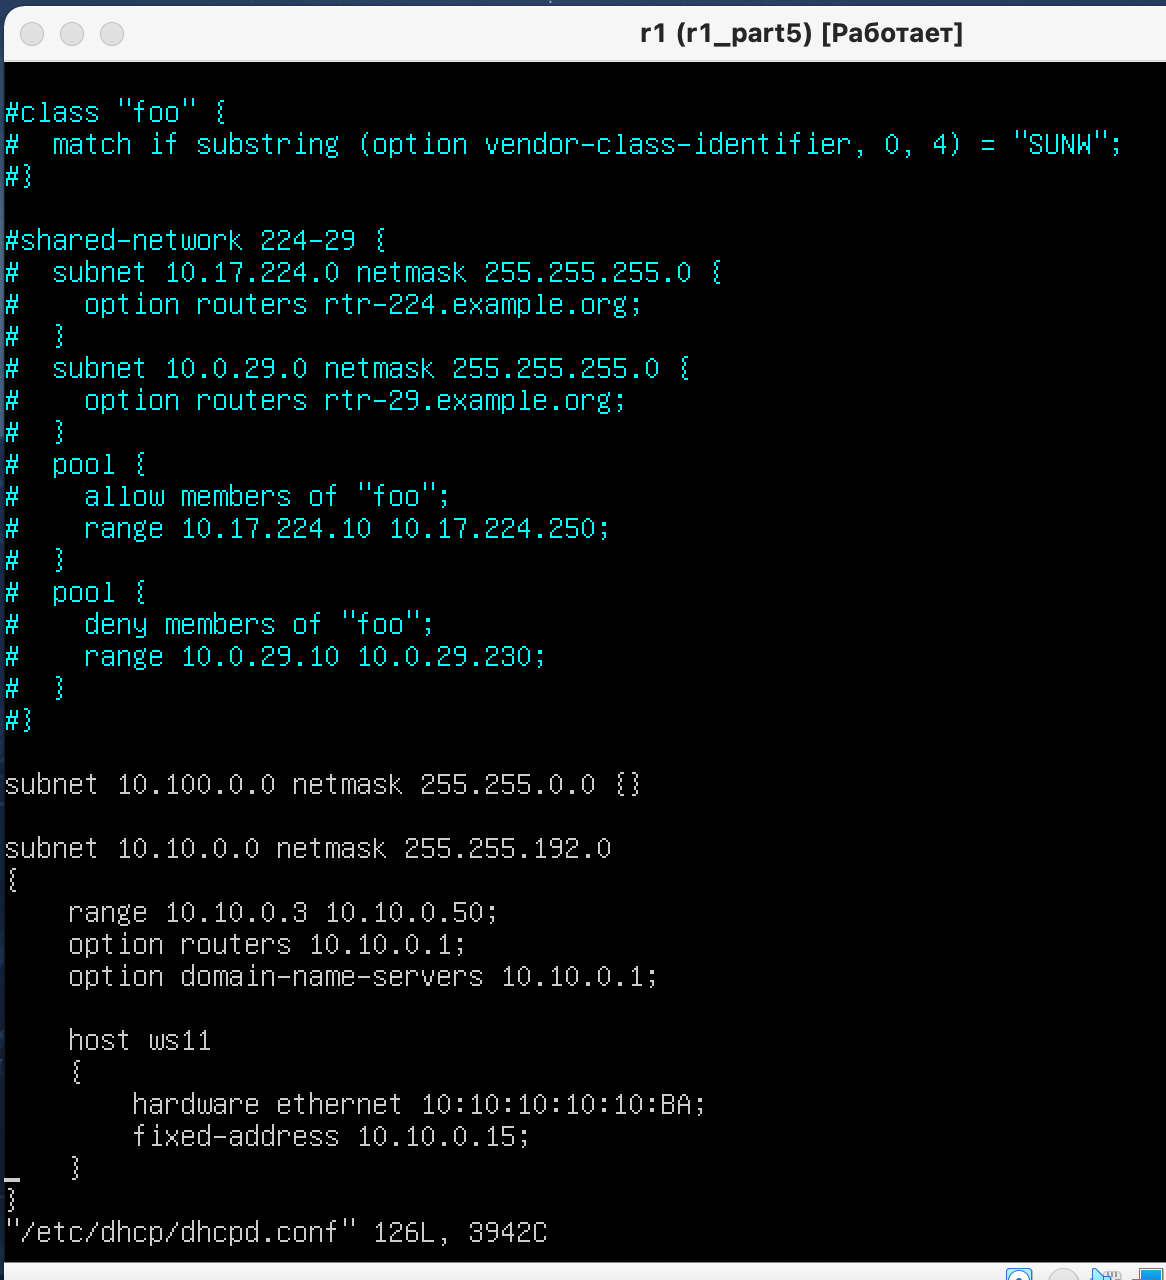 r1 (r1_part5) [Работает]
#class "foo" {
#  match if substring (option vendor-class-identifier, 0, 4) = "SUNW";
#}
#shared-network 224-29 {
#  subnet 10.17.224.0 netmask 255.255.255.0 {
#    option routers rtr-224.example.org;
#  }
#  subnet 10.0.29.0 netmask 255.255.255.0 {
#    option routers rtr-29.example.org;
#  }
#  pool {
#    allow members of "foo";
#    range 10.17.224.10 10.17.224.250;
#  }
#  pool {
#    deny members of "foo";
#    range 10.0.29.10 10.0.29.230;
#  }
#}
subnet 10.100.0.0 netmask 255.255.0.0 {}
subnet 10.10.0.0 netmask 255.255.192.0
{
    range 10.10.0.3 10.10.0.50;
    option routers 10.10.0.1;
    option domain-name-servers 10.10.0.1;
    host ws11
    {
        hardware ethernet 10:10:10:10:10:BA;
        fixed-address 10.10.0.15;
    }
}
"/etc/dhcp/dhcpd.conf" 126L, 3942C